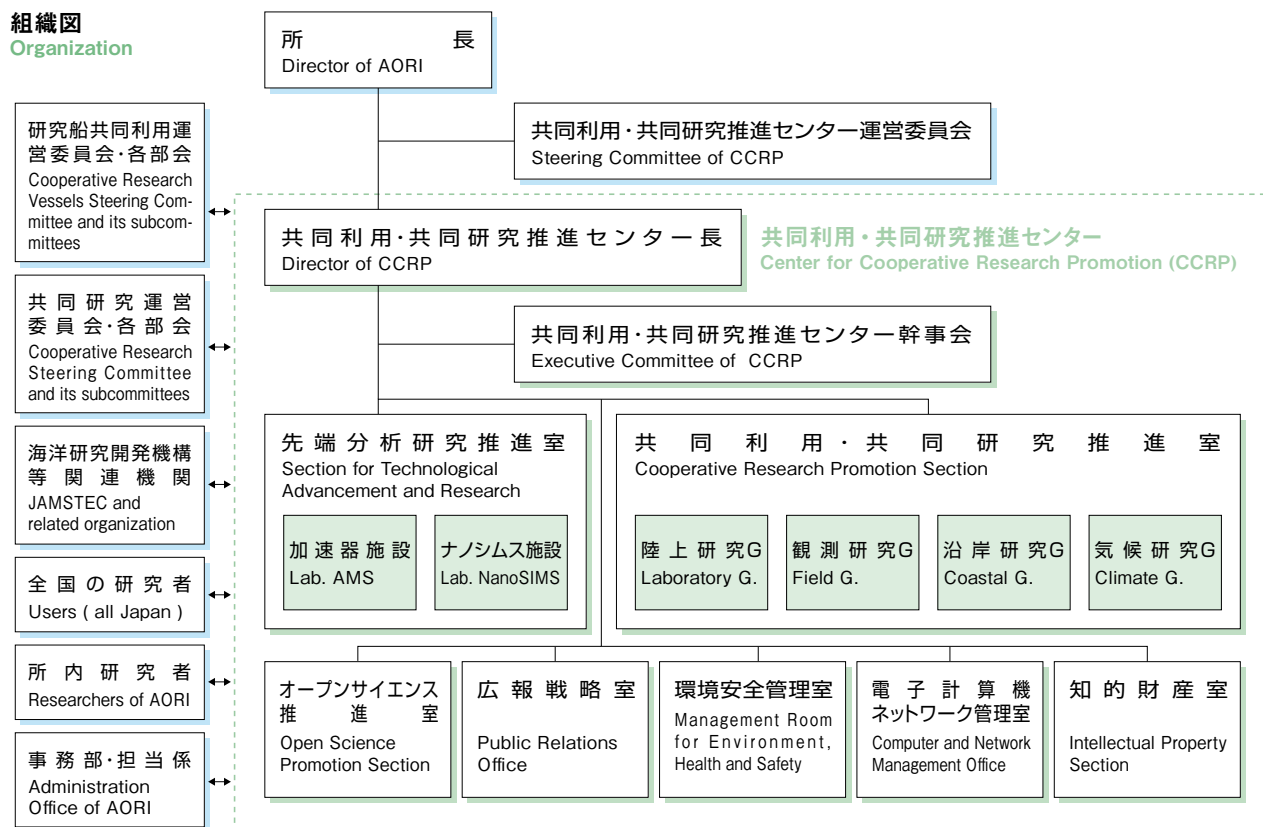 組織図
Organization
所長
Director of AORI
共同利用・共同研究推進センター運営委員会
Steering Committee of CCRP
研究船共同利用運
営委員会・各部会
Cooperative Research
Vessels Steering Com-
mittee and its subcom-
mittees
共同利用・共同研究推進センター長
Director of CCRP
共同利用・共同研究推進センター
Center for Cooperative Research Promotion (CCRP)
共同研究運営
委員会・各部会
Cooperative Research
Steering Committee
and its subcommittees
共同利用・共同研究推進センター幹事会
Executive Committee of CCRP
海洋研究開発機構
等関連機関
JAMSTEC and
related organization
全国の研究者
Users ( all Japan )
所内研究者
Researchers of AORI
事務部・担当係
Administration
Office of AORI
先端分析研究推進室
Section for Technological
Advancement and Research
加速器施設
Lab. AMS
ナノシムス施設
Lab. NanoSIMS
共同利用・共同研究推進室
Cooperative Research Promotion Section
陸上研究G
Laboratory G.
観測研究G
Field G.
沿岸研究G
Coastal G.
気候研究G
Climate G.
オープンサイエンス
推進室
Open Science
Promotion Section
広報戦略室
Public Relations
Office
環境安全管理室
Management Room
for Environment,
Health and Safety
電子計算機
ネットワーク管理室
Computer and Network
Management Office
知的財産室
Intellectual Property
Section